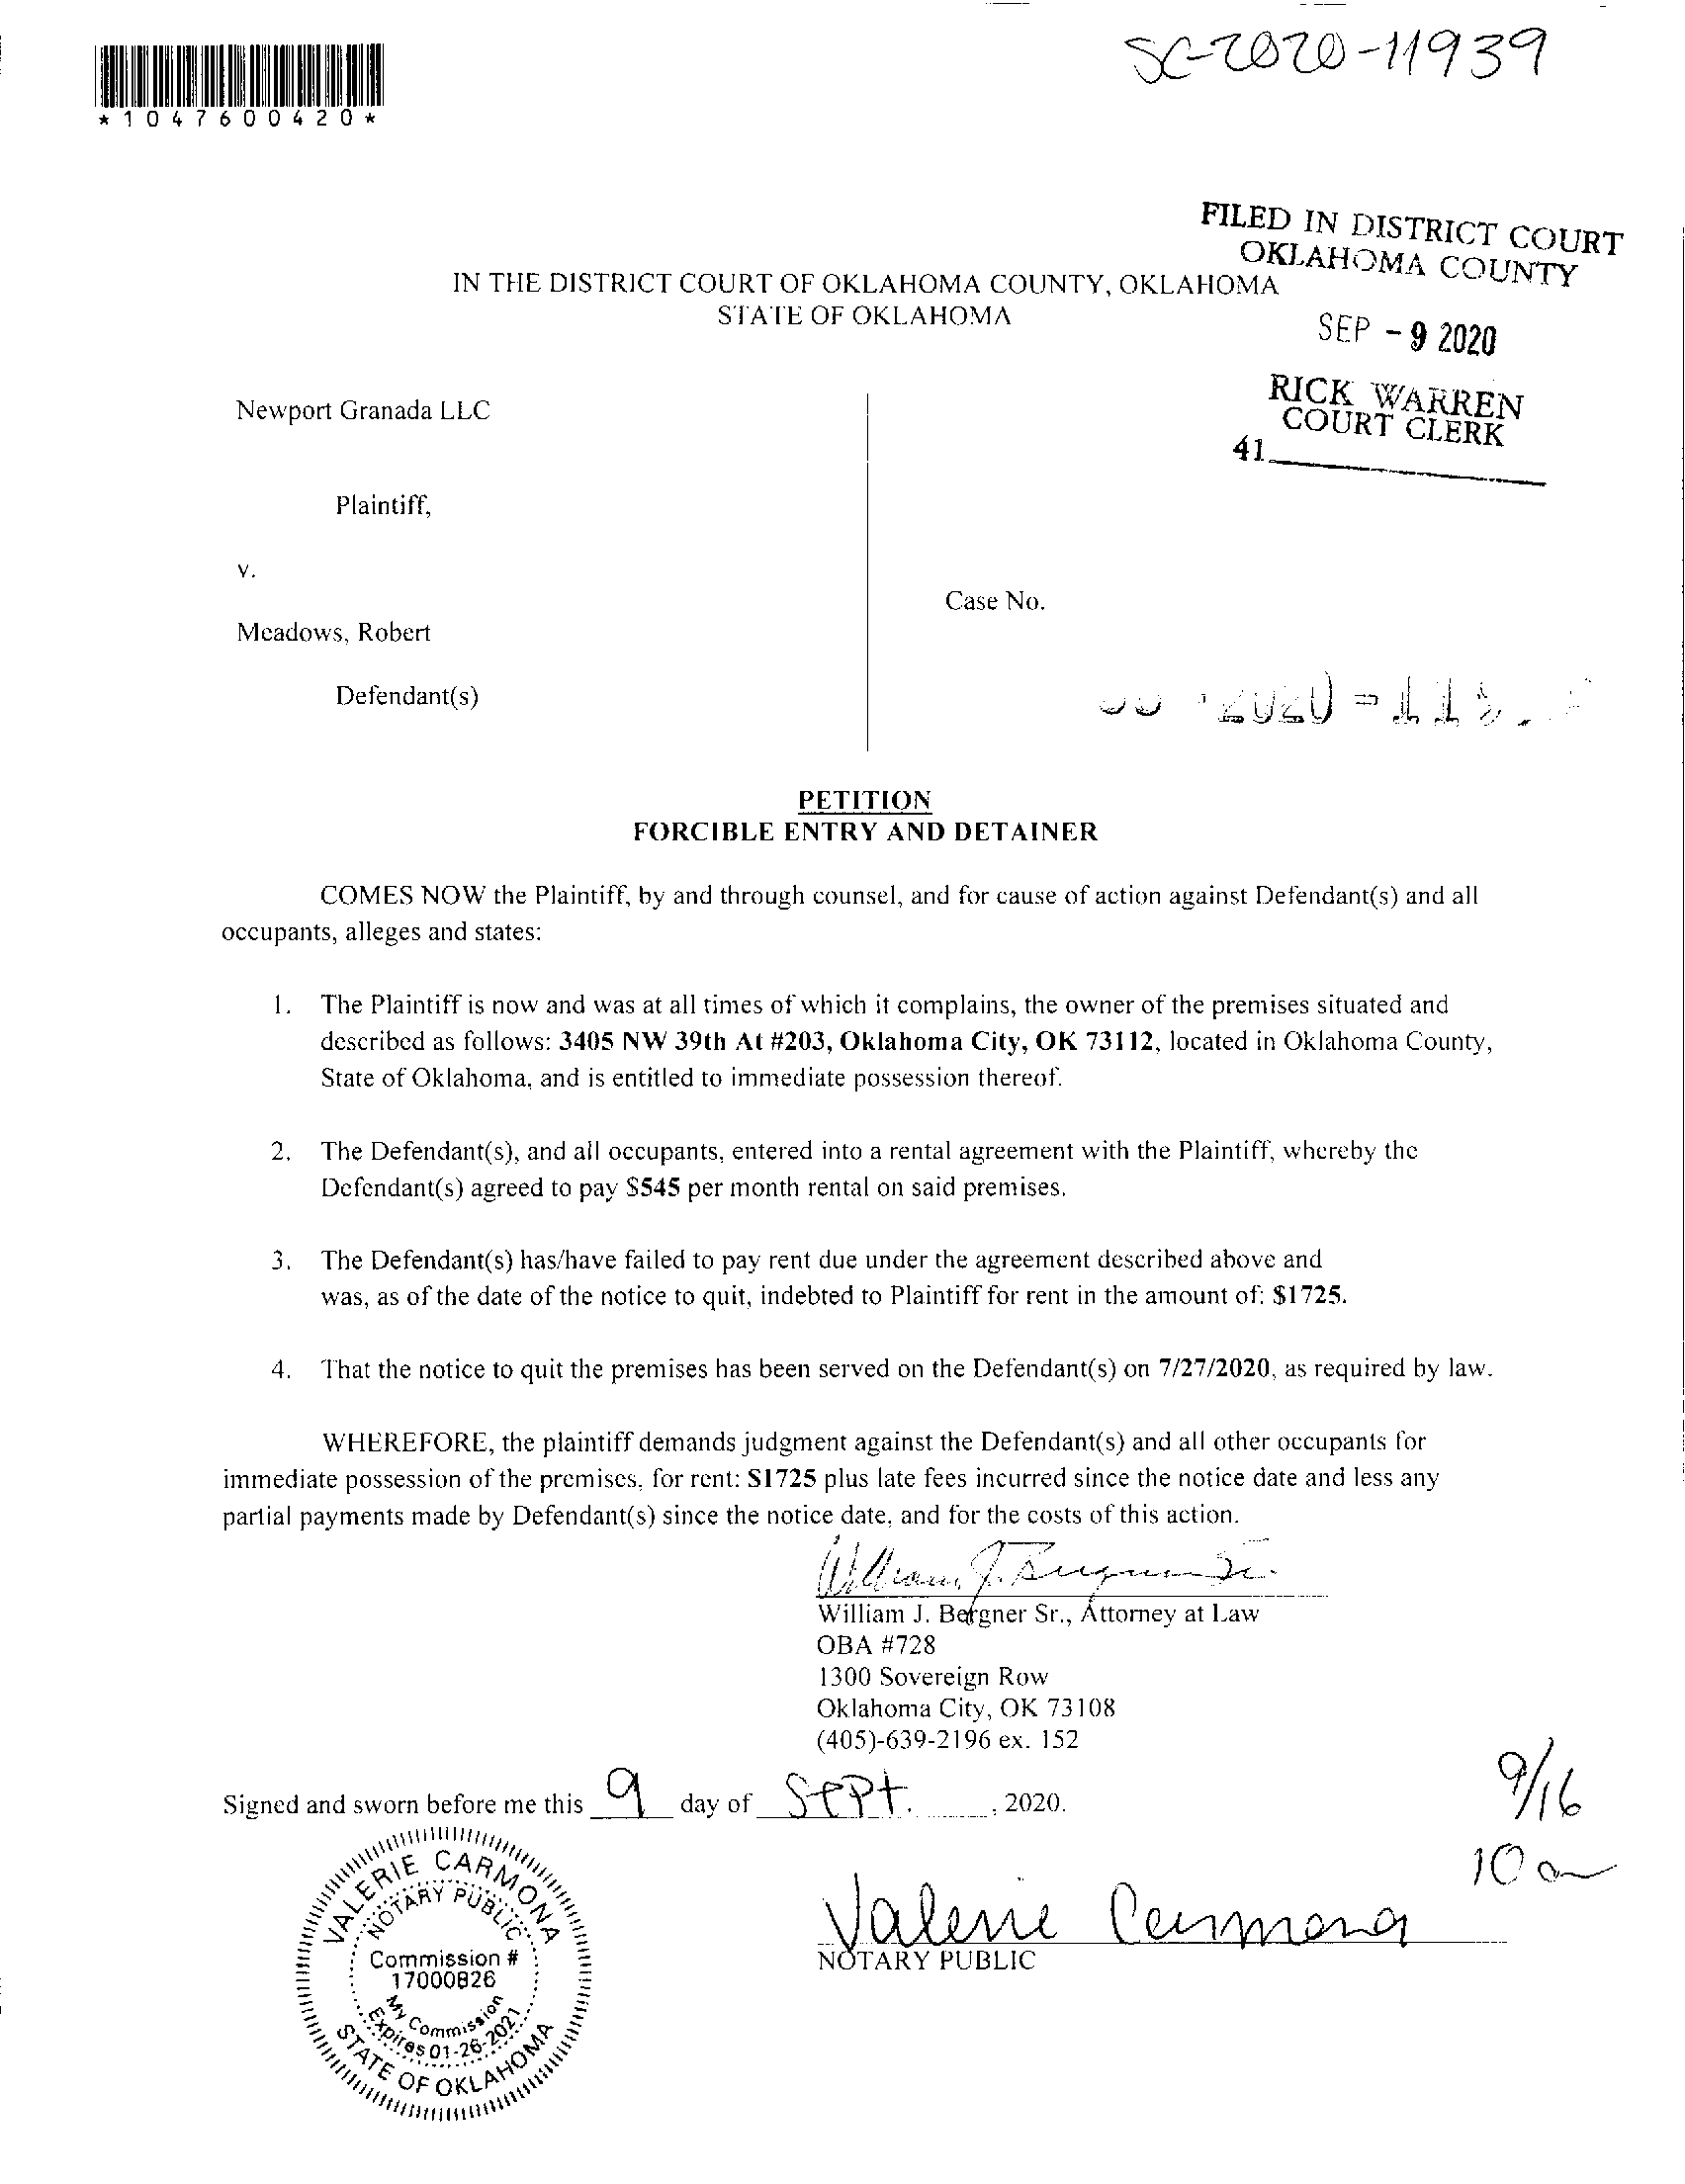 SC-2020-11939
*1047600420*
FILED IN DISTRICT COURT
OKLAHOMA COUNTY
IN THE DISTRICT COURT OF OKLAHOMA COUNTY, OKLAHOMA
STATE OF OKLAHOMA
SEP - 9 2020
RICK WARREN
COURT CLERK
41
Newport Granada LLC
Plaintiff,
v.
Case No.
Meadows, Robert
Defendant(s)
PETITION
FORCIBLE ENTRY AND DETAINER
COMES NOW the Plaintiff, by and through counsel, and for cause of action against Defendant(s) and all
occupants, alleges and states:
1. The Plaintiff is now and was at all times of which it complains, the owner of the premises situated and
described as follows: 3405 NW 39th At #203, Oklahoma City, OK 73112, located in Oklahoma County,
State of Oklahoma, and is entitled to immediate possession thereof.
2. The Defendant(s), and all occupants, entered into a rental agreement with the Plaintiff, whereby the
Defendant(s) agreed to pay $545 per month rental on said premises.
3. The Defendant(s) has/have failed to pay rent due under the agreement described above and
was, as of the date of the notice to quit, indebted to Plaintiff for rent in the amount of: $1725.
4. That the notice to quit the premises has been served on the Defendant(s) on 7/27/2020, as required by law.
WHEREFORE, the plaintiff demands judgment against the Defendant(s) and all other occupants for
immediate possession of the premises, for rent: $1725 plus late fees incurred since the notice date and less any
partial payments made by Defendant(s) since the notice date, and for the costs of this action.
William J. Bergner Sr.
William J. Bergner Sr., Attorney at Law
OBA #728
1300 Sovereign Row
Oklahoma City, OK 73108
(405)-639-2196 ex. 152
Signed and sworn before me this 9 day of Sept. , 2020.
9/16
10 a
Valerie Carmona
NOTARY PUBLIC
VALERIE CARMONA
NOTARY PUBLIC
Commission #
17000826
My Commission
Expires 01-26-2021
STATE OF OKLAHOMA